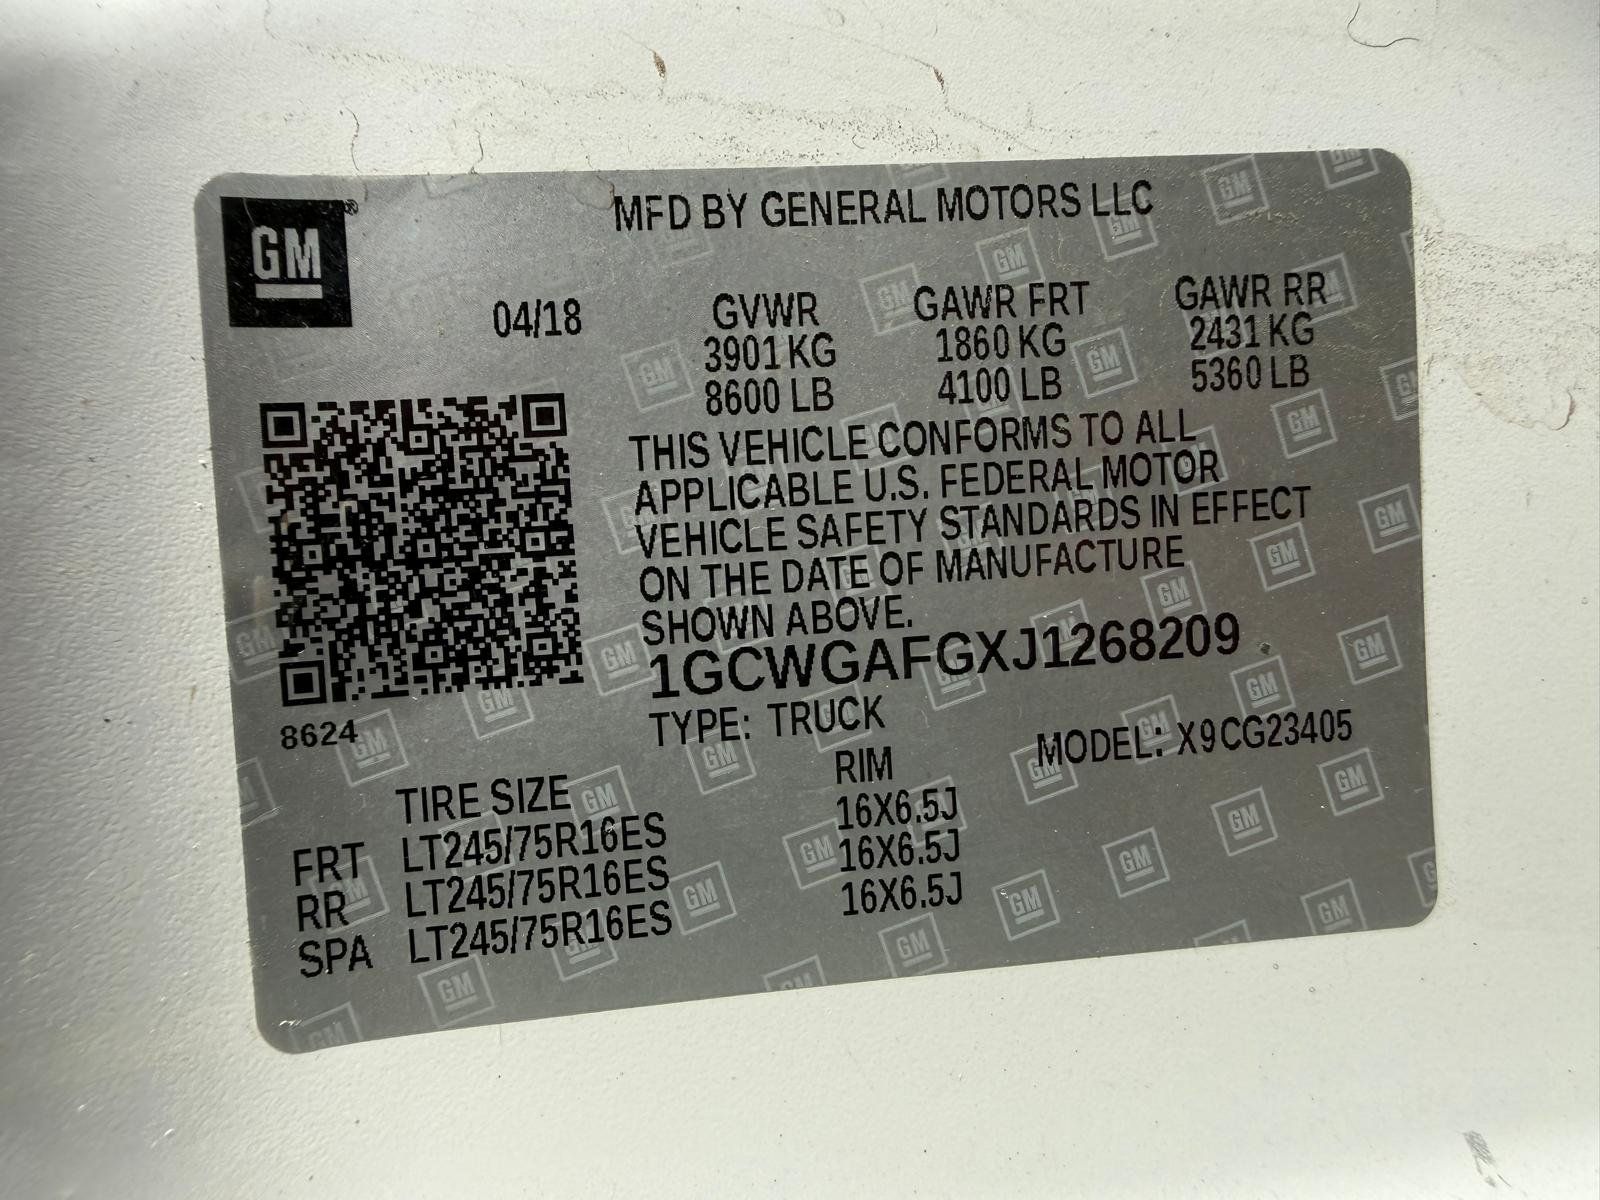 GM
MFD BY GENERAL MOTORS LLC
04/18
GVWR GAWR FRT GAWR RR
3901 KG 1860 KG 2431 KG
8600 LB 4100 LB 5360 LB
THIS VEHICLE CONFORMS TO ALL
APPLICABLE U.S. FEDERAL MOTOR
VEHICLE SAFETY STANDARDS IN EFFECT
ON THE DATE OF MANUFACTURE
SHOWN ABOVE.
1GCWGAFGXJ1268209
8624
TYPE: TRUCK MODEL: X9CG23405
TIRE SIZE RIM
FRT LT245/75R16ES 16X6.5J
RR LT245/75R16ES 16X6.5J
SPA LT245/75R16ES 16X6.5J